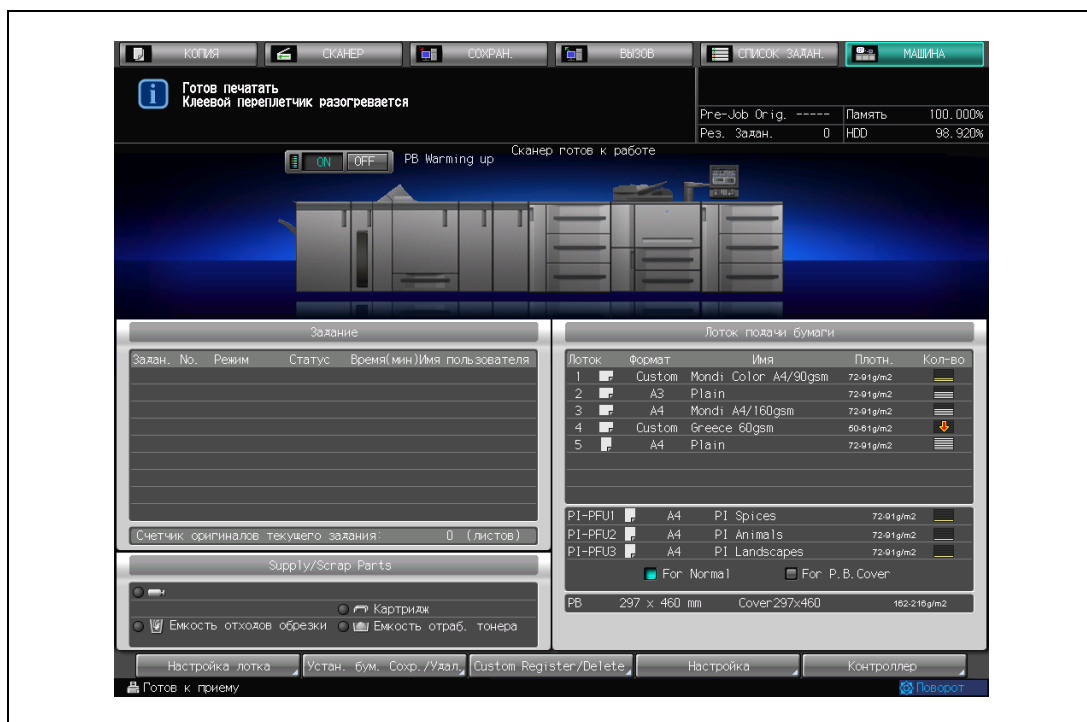 КОПИЯ СКАНЕР СОХРАН. ВЫЗОВ СПИСОК ЗАДАН. МАШИНА
Готов печатать
Клеевой переплетчик разогревается
Pre-Job Orig. ----- Память 100.000%
Рез. Задан. 0 HDD 98.920%
Сканер готов к работе
ON OFF PB Warming up
Задание
Задан. No. Режим Статус Время(мин)Имя пользователя
Счетчик оригиналов текущего задания: 0 (листов)
Supply/Scrap Parts
Картридж
Емкость отходов обрезки Емкость отраб. тонера
Лоток подачи бумаги
Лоток Формат Имя Плотн. Кол-во
1 Custom Mondi Color A4/90gsm 72-91g/m2
2 A3 Plain 72-91g/m2
3 A4 Mondi A4/160gsm 72-91g/m2
4 Custom Greece 60gsm 50-61g/m2
5 A4 Plain 72-91g/m2
PI-PFU1 A4 PI Spices 72-91g/m2
PI-PFU2 A4 PI Animals 72-91g/m2
PI-PFU3 A4 PI Landscapes 72-91g/m2
For Normal For P.B.Cover
PB 297 x 460 mm Cover297x460 162-216g/m2
Настройка лотка Устан. бум. Сохр./Удал. Custom Register/Delete Настройка Контроллер
Готов к приему Поворот